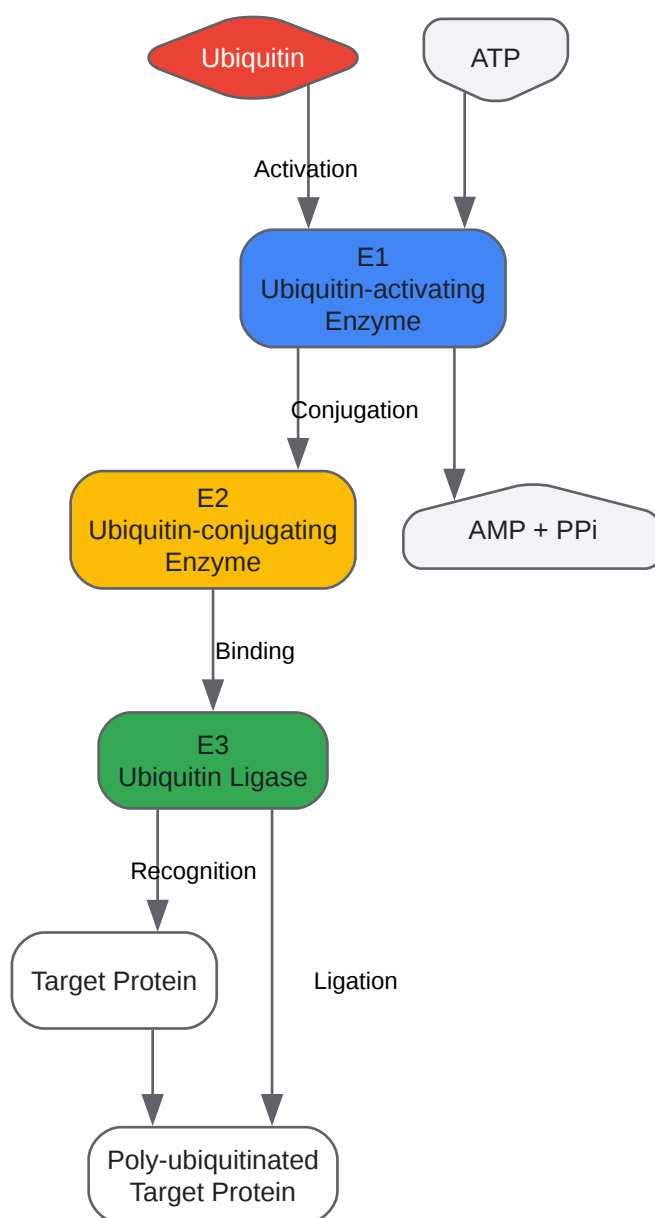 Ubiquitin
ATP
Activation
E1
Ubiquitin-activating
Enzyme
Conjugation
E2
Ubiquitin-conjugating
Enzyme
AMP + PPi
Binding
E3
Ubiquitin Ligase
Recognition
Target Protein
Ligation
Poly-ubiquitinated
Target Protein